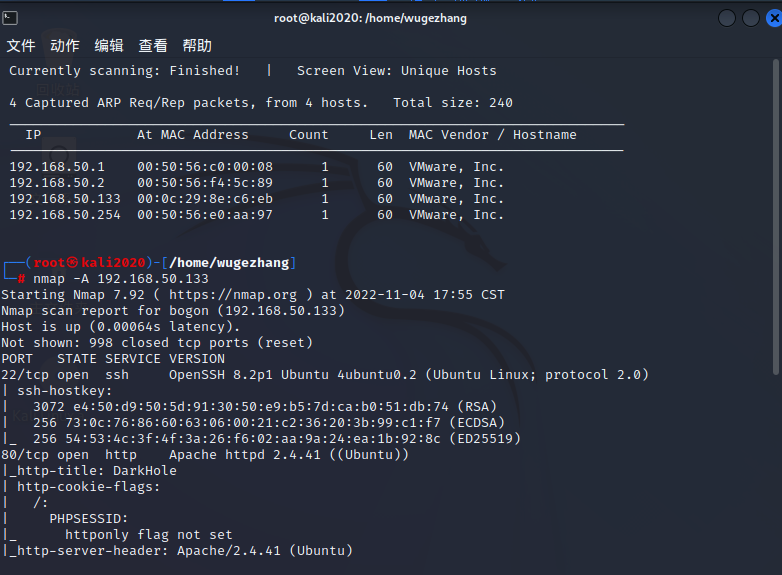 root@kali2020: /home/wugezhang
文件 动作 编辑 查看 帮助
Currently scanning: Finished! | Screen View: Unique Hosts
4 Captured ARP Req/Rep packets, from 4 hosts. Total size: 240
IP At MAC Address Count Len MAC Vendor / Hostname
192.168.50.1 00:50:56:c0:00:08 1 60 VMware, Inc.
192.168.50.2 00:50:56:f4:5c:89 1 60 VMware, Inc.
192.168.50.133 00:0c:29:8e:c6:eb 1 60 VMware, Inc.
192.168.50.254 00:50:56:e0:aa:97 1 60 VMware, Inc.
┌──(root㉿kali2020)-[/home/wugezhang]
└─# nmap -A 192.168.50.133
Starting Nmap 7.92 ( https://nmap.org ) at 2022-11-04 17:55 CST
Nmap scan report for bogon (192.168.50.133)
Host is up (0.00064s latency).
Not shown: 998 closed tcp ports (reset)
PORT STATE SERVICE VERSION
22/tcp open ssh OpenSSH 8.2p1 Ubuntu 4ubuntu0.2 (Ubuntu Linux; protocol 2.0)
| ssh-hostkey:
| 3072 e4:50:d9:50:5d:91:30:50:e9:b5:7d:ca:b0:51:db:74 (RSA)
| 256 73:0c:76:86:60:63:06:00:21:c2:36:20:3b:99:c1:f7 (ECDSA)
|_ 256 54:53:4c:3f:4f:3a:26:f6:02:aa:9a:24:ea:1b:92:8c (ED25519)
80/tcp open http Apache httpd 2.4.41 ((Ubuntu))
|_http-title: DarkHole
| http-cookie-flags:
| /:
| PHPSESSID:
|_ httponly flag not set
|_http-server-header: Apache/2.4.41 (Ubuntu)